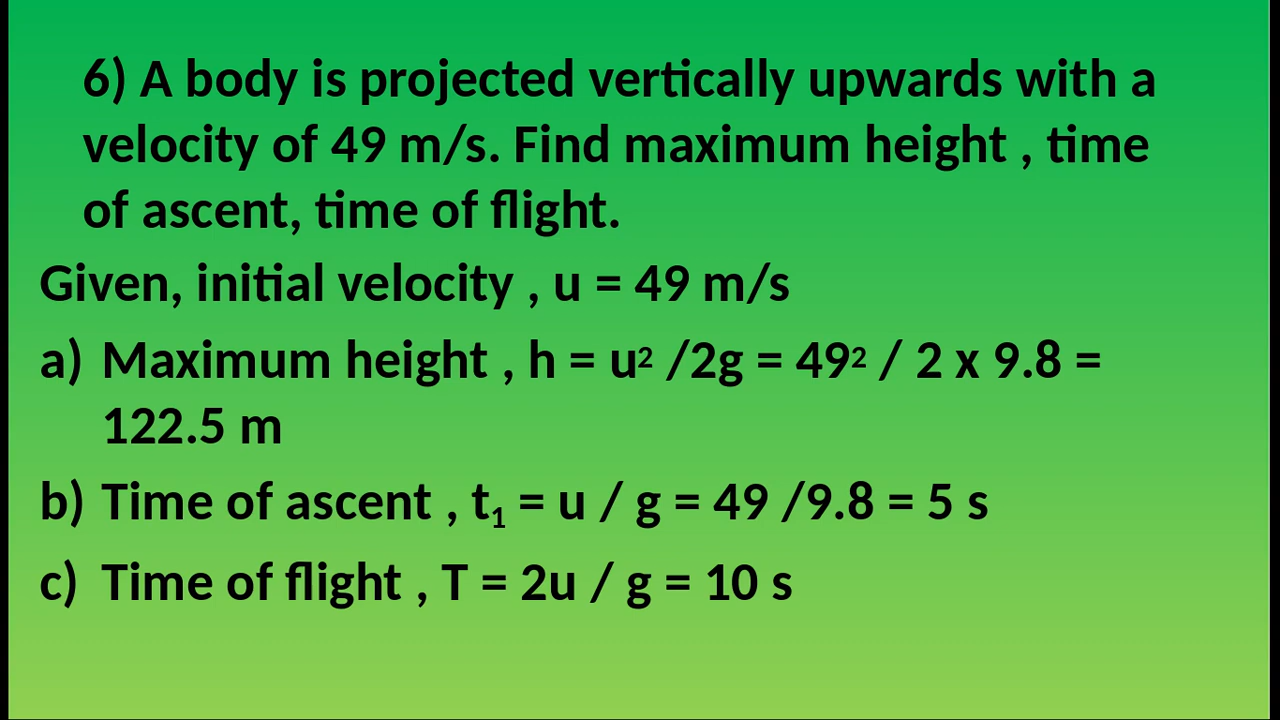 6) A body is projected vertically upwards with a
velocity of 49 m/s. Find maximum height , time
of ascent, time of flight.
Given, initial velocity , u = 49 m/s
a) Maximum height , h = u² /2g = 49² / 2 x 9.8 =
122.5 m
b) Time of ascent , t₁ = u / g = 49 /9.8 = 5 s
c) Time of flight , T = 2u / g = 10 s